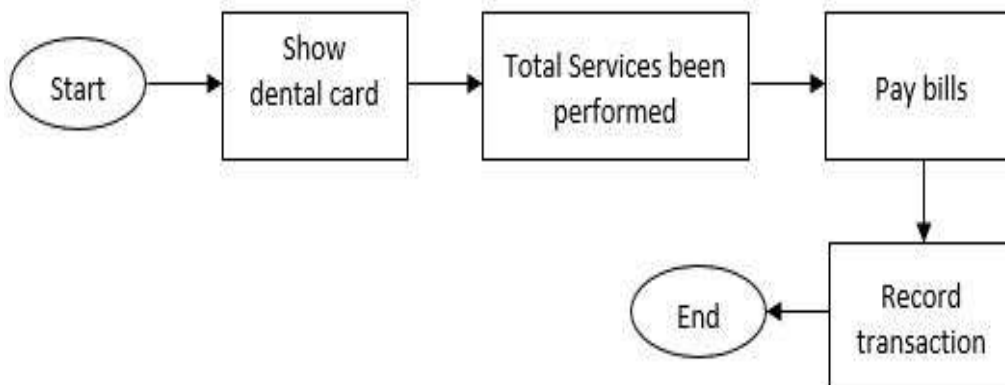 Start
Show
dental card
Total Services been
performed
Pay bills
Record
transaction
End